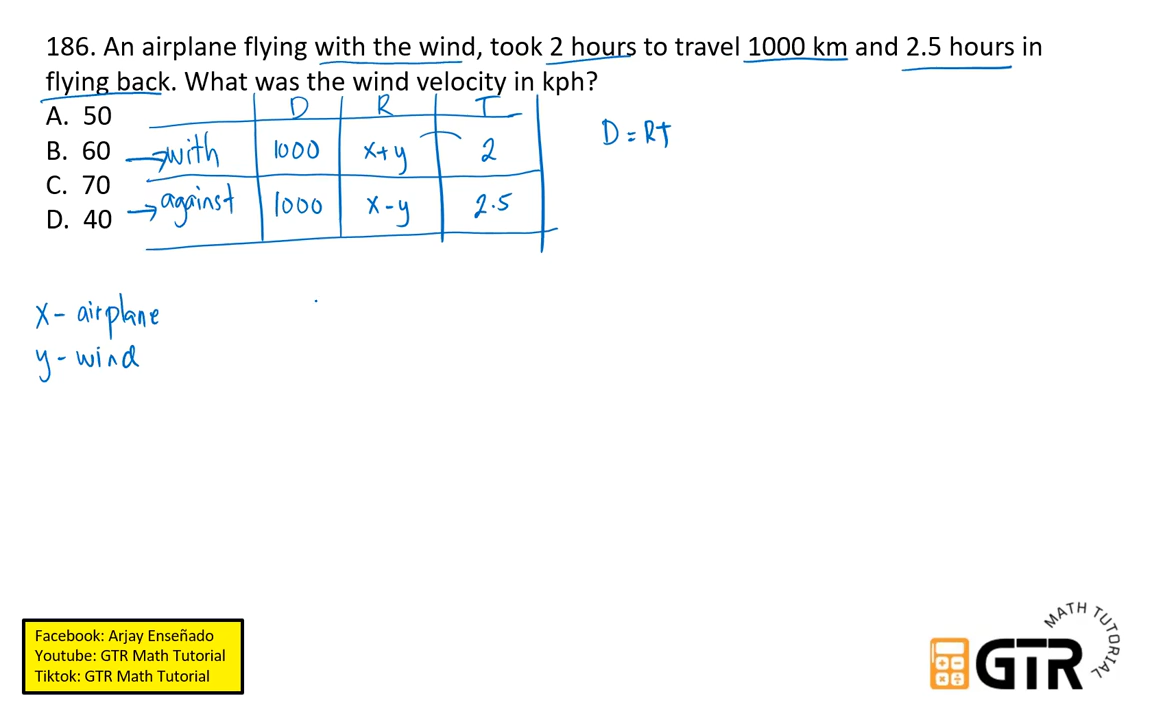 186. An airplane flying with the wind, took 2 hours to travel 1000 km and 2.5 hours in
flying back. What was the wind velocity in kph?
A. 50
B. 60
C. 70
D. 40
D R T
with 1000 x+y 2
against 1000 x-y 2.5
D = RT
x - airplane
y - wind
Facebook: Arjay Enseñado
Youtube: GTR Math Tutorial
Tiktok: GTR Math Tutorial
GTR
MATH TUTORIAL